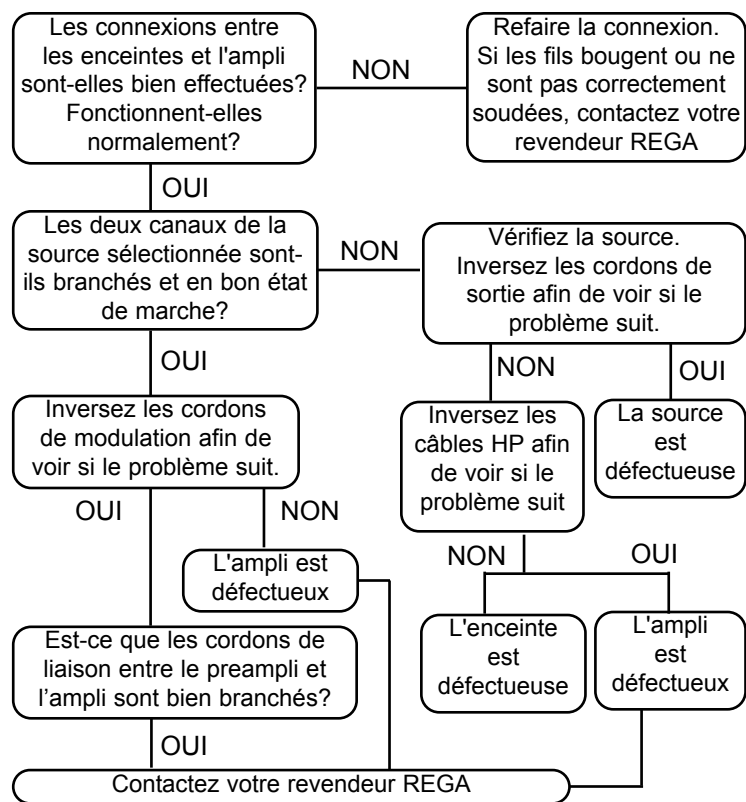 Les connexions entre
les enceintes et l'ampli
sont-elles bien effectuées?
Fonctionnent-elles
normalement?
NON
Refaire la connexion.
Si les fils bougent ou ne
sont pas correctement
soudées, contactez votre
revendeur REGA
OUI
Les deux canaux de la
source sélectionnée sont-
ils branchés et en bon état
de marche?
NON
Vérifiez la source.
Inversez les cordons de
sortie afin de voir si le
problème suit.
OUI
NON
OUI
Inversez les cordons
de modulation afin de
voir si le problème suit.
Inversez les
câbles HP afin
de voir si le
problème suit
La source
est
défectueuse
OUI
NON
NON
OUI
L'ampli est
défectueux
Est-ce que les cordons de
liaison entre le preampli et
l’ampli sont bien branchés?
L'enceinte
est
défectueuse
L'ampli
est
défectueux
OUI
Contactez votre revendeur REGA